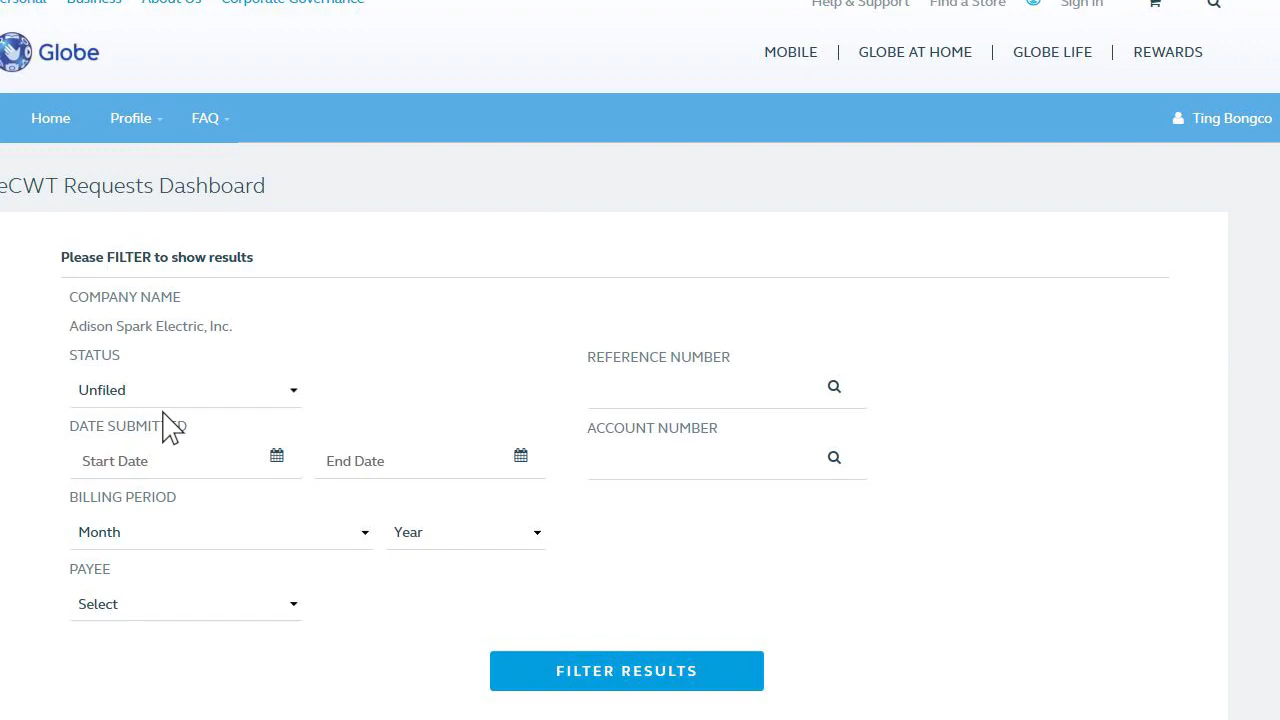 Personal Business About Us Corporate Governance Help & Support Find a Store Sign In
Globe
MOBILE | GLOBE AT HOME | GLOBE LIFE | REWARDS
Home Profile FAQ Ting Bongco
eCWT Requests Dashboard
Please FILTER to show results
COMPANY NAME
Adison Spark Electric, Inc.
STATUS REFERENCE NUMBER
Unfiled
DATE SUBMITTED ACCOUNT NUMBER
Start Date End Date
BILLING PERIOD
Month Year
PAYEE
Select
FILTER RESULTS